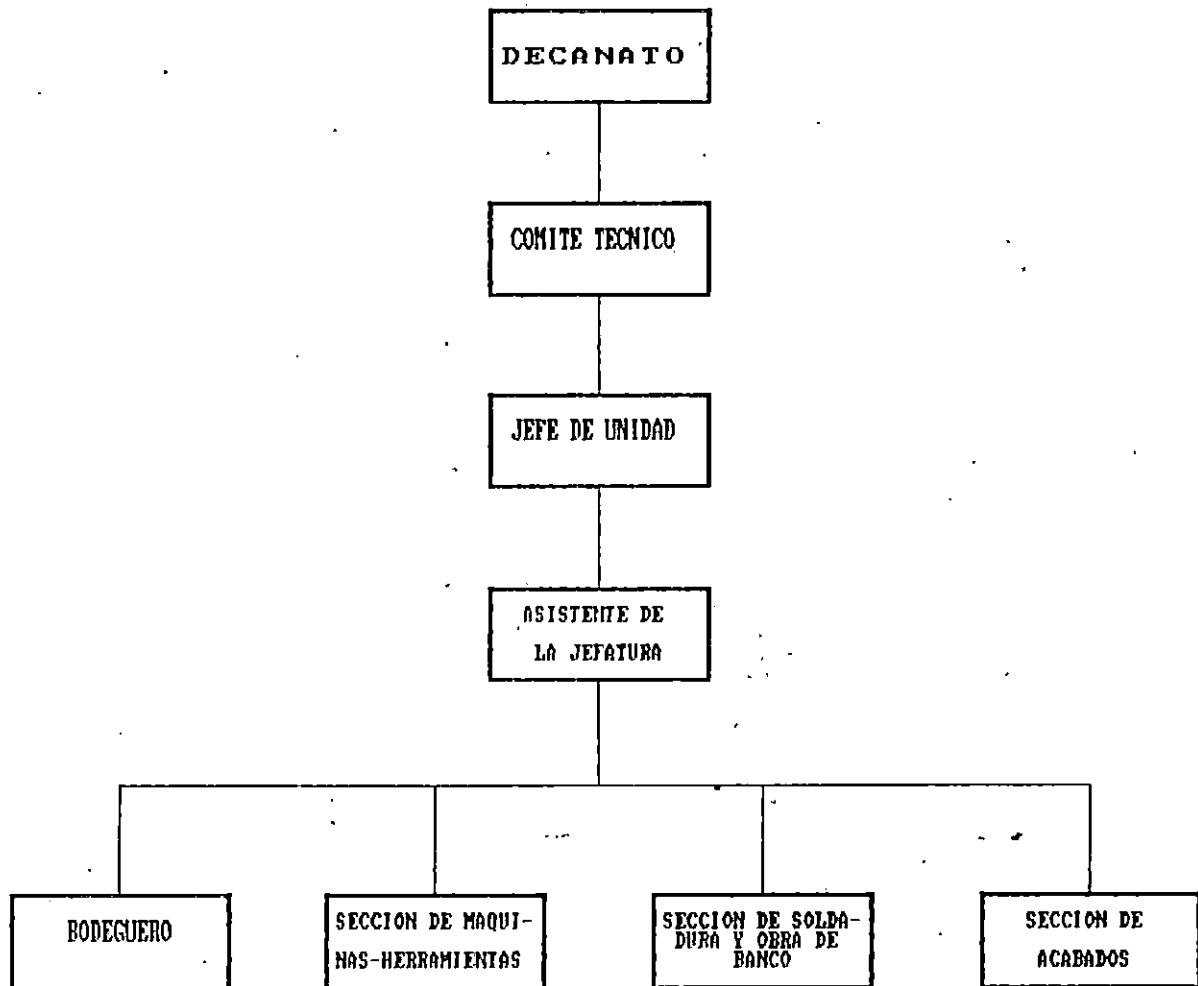 DECANATO
COMITE TECNICO
JEFE DE UNIDAD
ASISTENTE DE
LA JEFATURA
BODEGUERO
SECCION DE MAQUI-
NAS-HERRAMIENTAS
SECCION DE SOLDA-
DURA Y OBRA DE
BANCO
SECCION DE
ACABADOS